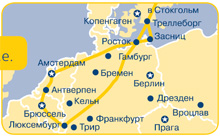 в Стокгольм
Копенгаген
Треллеборг
Росток
Засниц
е.
Гамбург
Амстердам
Бремен
Берлин
Антверпен
Дрезден
Кельн
Брюссель
Вроцлав
Франкфурт
Люксембург
Трир
Прага